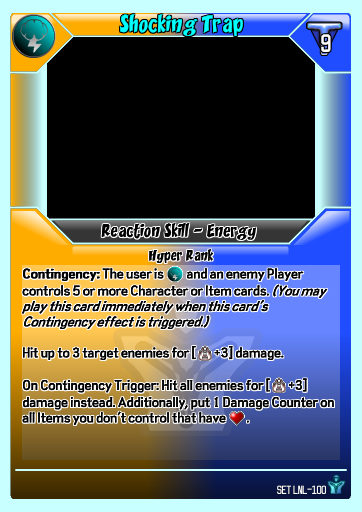 Shocking Trap
9
Reaction Skill - Energy
Hyper Rank
Contingency: The user is and an enemy Player
controls 5 or more Character or Item cards. (You may
play this card immediately when this card's
Contingency effect is triggered.)
Hit up to 3 target enemies for [ +3] damage.
On Contingency Trigger: Hit all enemies for [ +3]
damage instead. Additionally, put 1 Damage Counter on
all Items you don't control that have .
SET LNL-100